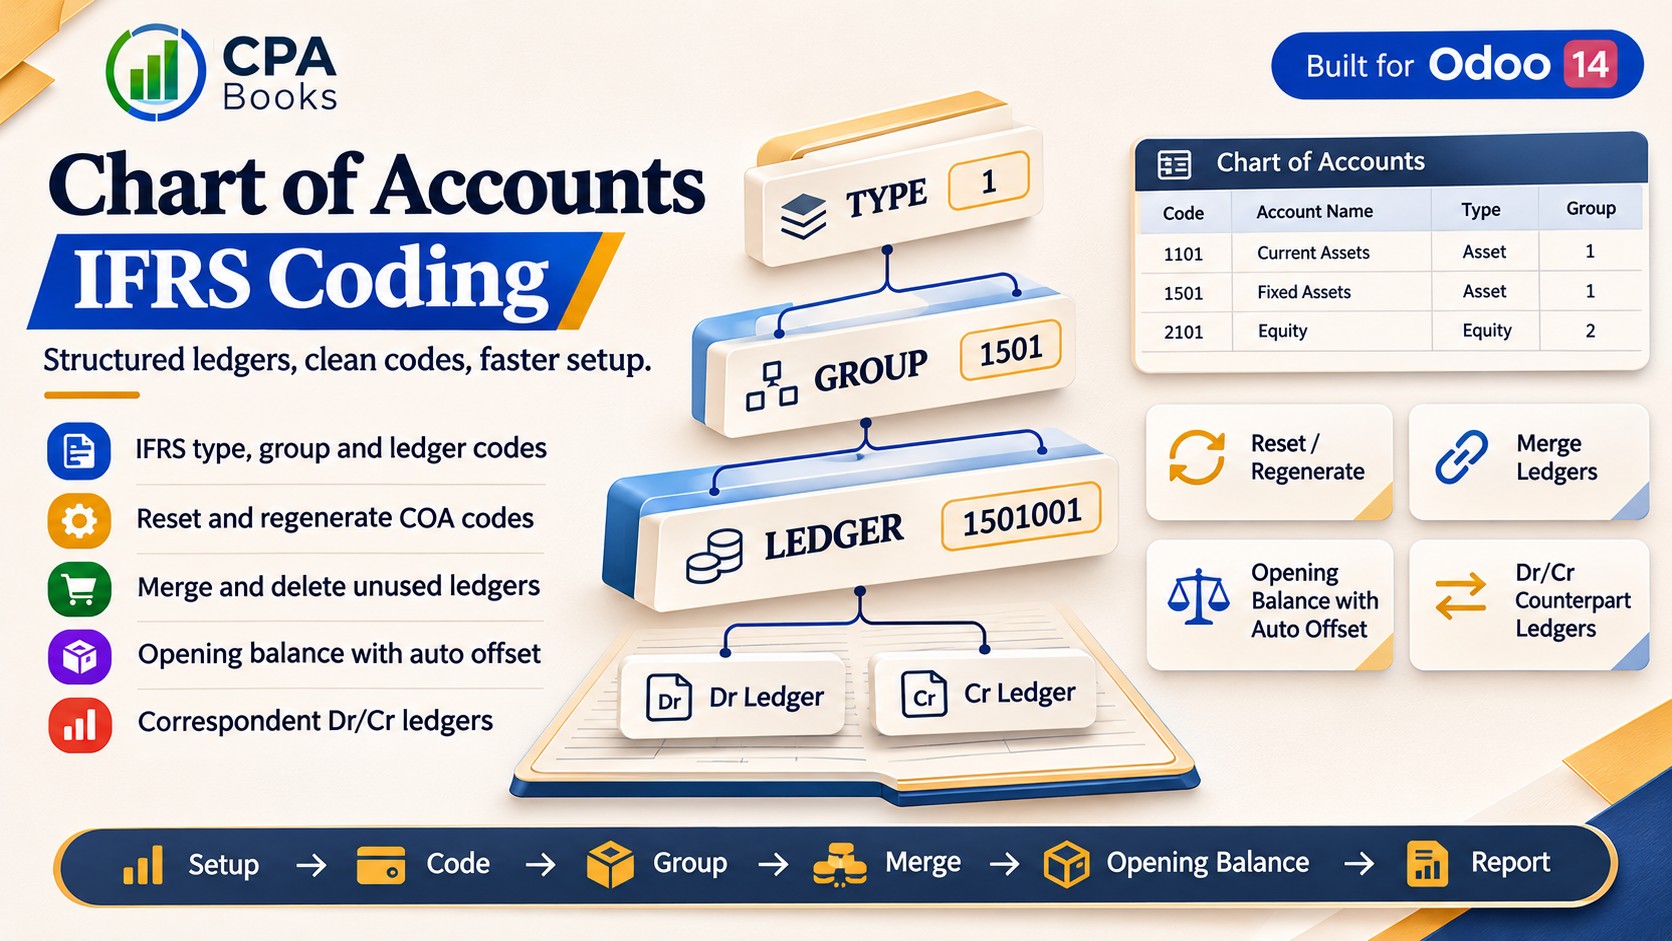 CPA
Books
Built for Odoo 14
Chart of Accounts
IFRS Coding
Structured ledgers, clean codes, faster setup.
IFRS type, group and ledger codes
Reset and regenerate COA codes
Merge and delete unused ledgers
Opening balance with auto offset
Correspondent Dr/Cr ledgers
TYPE 1
GROUP 1501
LEDGER 1501001
Dr Dr Ledger
Cr Cr Ledger
Chart of Accounts
Code Account Name Type Group
1101 Current Assets Asset 1
1501 Fixed Assets Asset 1
2101 Equity Equity 2
Reset /
Regenerate
Merge
Ledgers
Opening
Balance with
Auto Offset
Dr/Cr
Counterpart
Ledgers
Setup → Code → Group → Merge → Opening Balance → Report